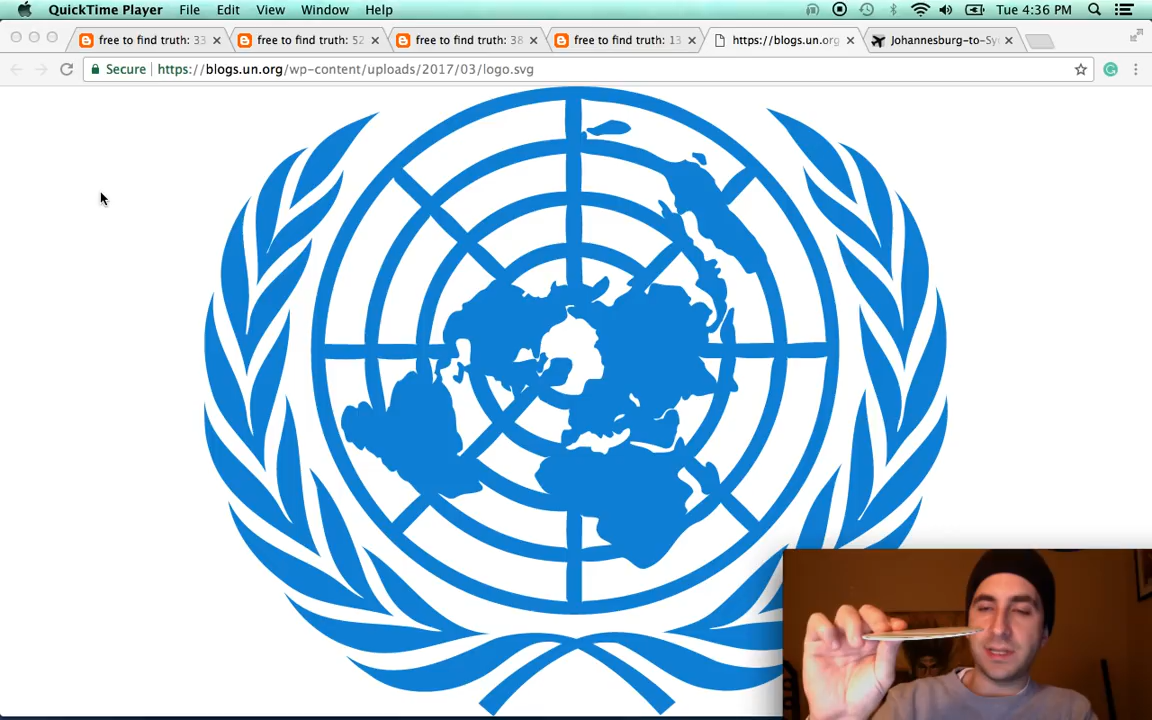 QuickTime Player File Edit View Window Help Tue 4:36 PM
free to find truth: 33 free to find truth: 52 free to find truth: 38 free to find truth: 13 https://blogs.un.org Johannesburg-to-Sy
Secure https://blogs.un.org/wp-content/uploads/2017/03/logo.svg